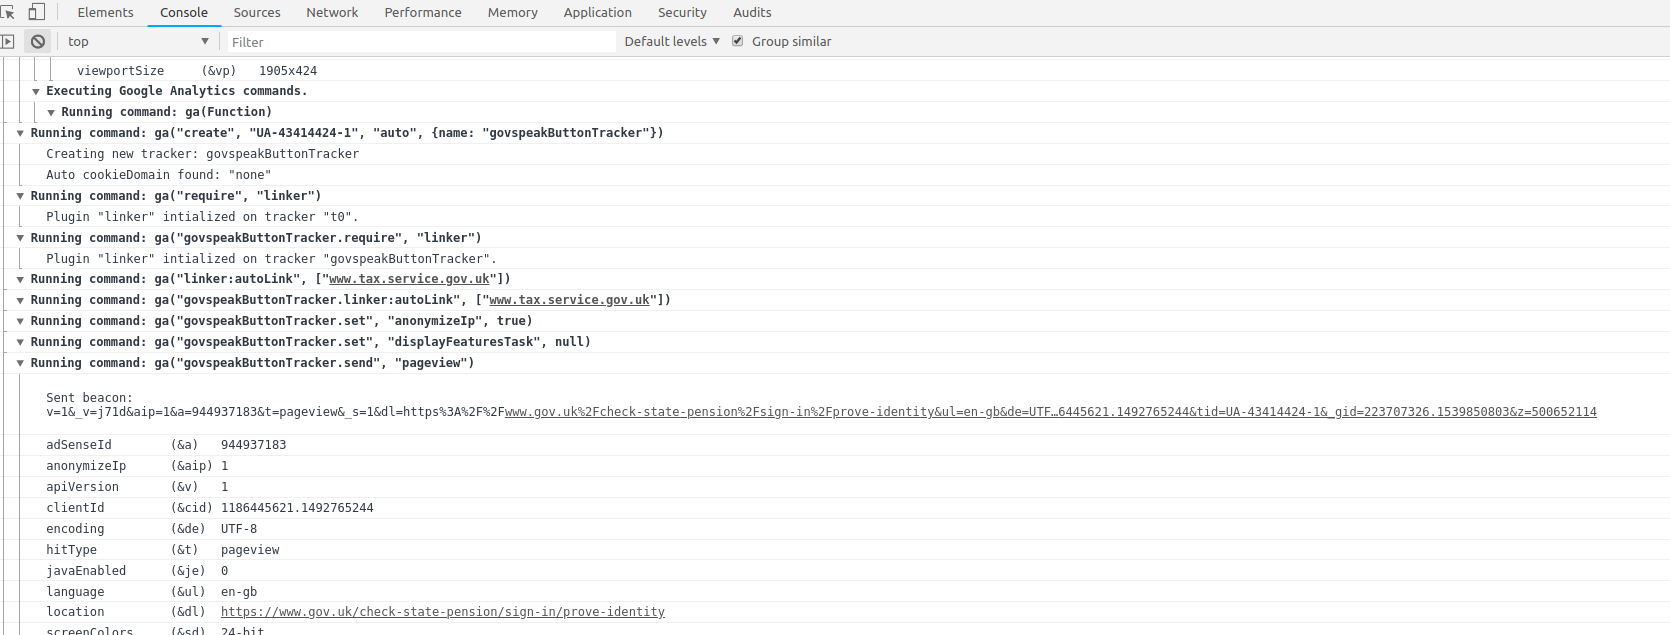 Elements Console Sources Network Performance Memory Application Security Audits
top Filter Default levels Group similar
viewportSize (&vp) 1905x424
Executing Google Analytics commands.
Running command: ga(Function)
Running command: ga("create", "UA-43414424-1", "auto", {name: "govspeakButtonTracker"})
Creating new tracker: govspeakButtonTracker
Auto cookieDomain found: "none"
Running command: ga("require", "linker")
Plugin "linker" intialized on tracker "t0".
Running command: ga("govspeakButtonTracker.require", "linker")
Plugin "linker" intialized on tracker "govspeakButtonTracker".
Running command: ga("linker:autoLink", ["www.tax.service.gov.uk"])
Running command: ga("govspeakButtonTracker.linker:autoLink", ["www.tax.service.gov.uk"])
Running command: ga("govspeakButtonTracker.set", "anonymizeIp", true)
Running command: ga("govspeakButtonTracker.set", "displayFeaturesTask", null)
Running command: ga("govspeakButtonTracker.send", "pageview")
Sent beacon:
v=1&_v=j71d&aip=1&a=944937183&t=pageview&_s=1&dl=https%3A%2F%2Fwww.gov.uk%2Fcheck-state-pension%2Fsign-in%2Fprove-identity&ul=en-gb&de=UTF…6445621.1492765244&tid=UA-43414424-1&_gid=223707326.1539850803&z=500652114
adSenseId (&a) 944937183
anonymizeIp (&aip) 1
apiVersion (&v) 1
clientId (&cid) 1186445621.1492765244
encoding (&de) UTF-8
hitType (&t) pageview
javaEnabled (&je) 0
language (&ul) en-gb
location (&dl) https://www.gov.uk/check-state-pension/sign-in/prove-identity
screenColors (&sd) 24-bit